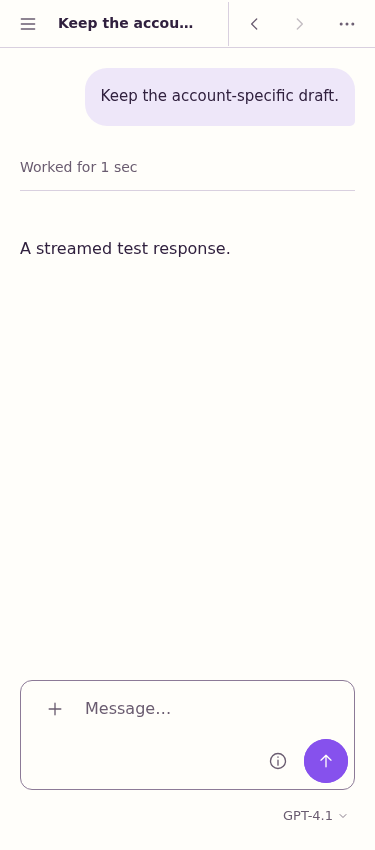 Keep the accou...
Keep the account-specific draft.
Worked for 1 sec
A streamed test response.
Message...
GPT-4.1